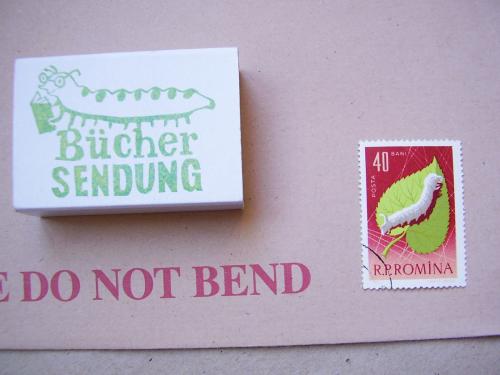 Bücher
SENDUNG
40 BANI
POSTA
R.P.ROMINA
E DO NOT BEND